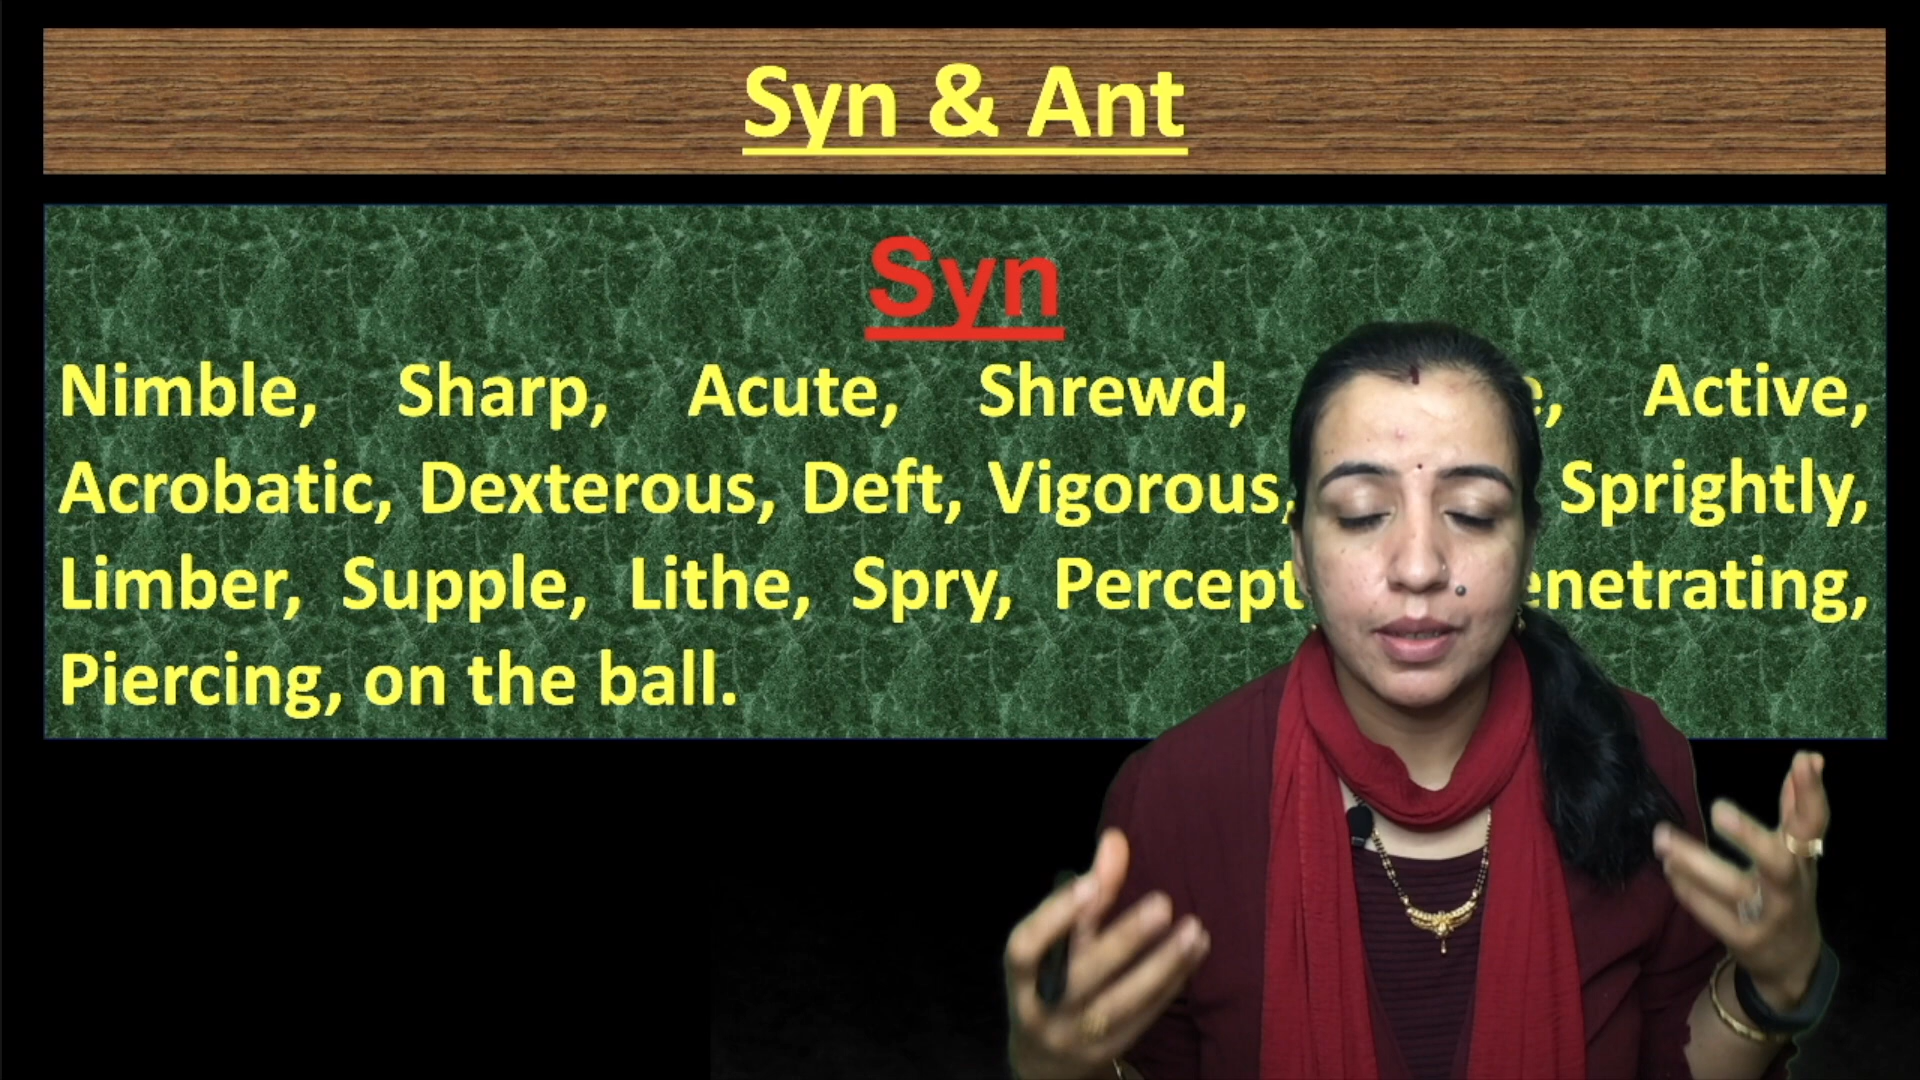 Syn & Ant
Syn
Nimble, Sharp, Acute, Shrewd, Active,
Acrobatic, Dexterous, Deft, Vigorous, Sprightly,
Limber, Supple, Lithe, Spry,
Piercing, on the ball.